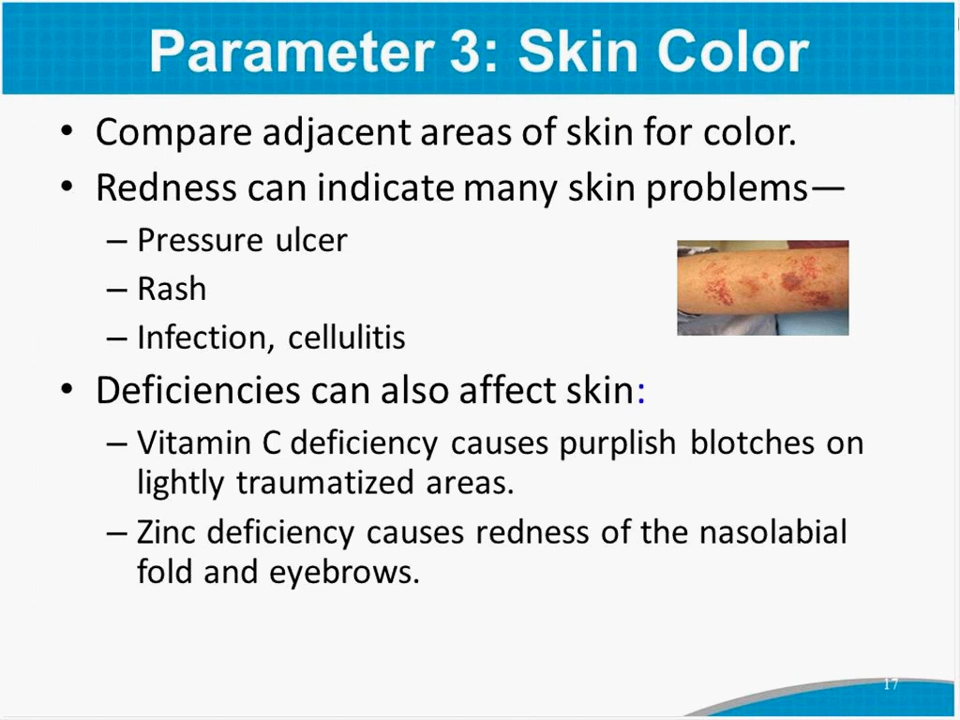 Parameter 3: Skin Color
• Compare adjacent areas of skin for color.
• Redness can indicate many skin problems—
– Pressure ulcer
– Rash
– Infection, cellulitis
• Deficiencies can also affect skin:
– Vitamin C deficiency causes purplish blotches on
lightly traumatized areas.
– Zinc deficiency causes redness of the nasolabial
fold and eyebrows.
17